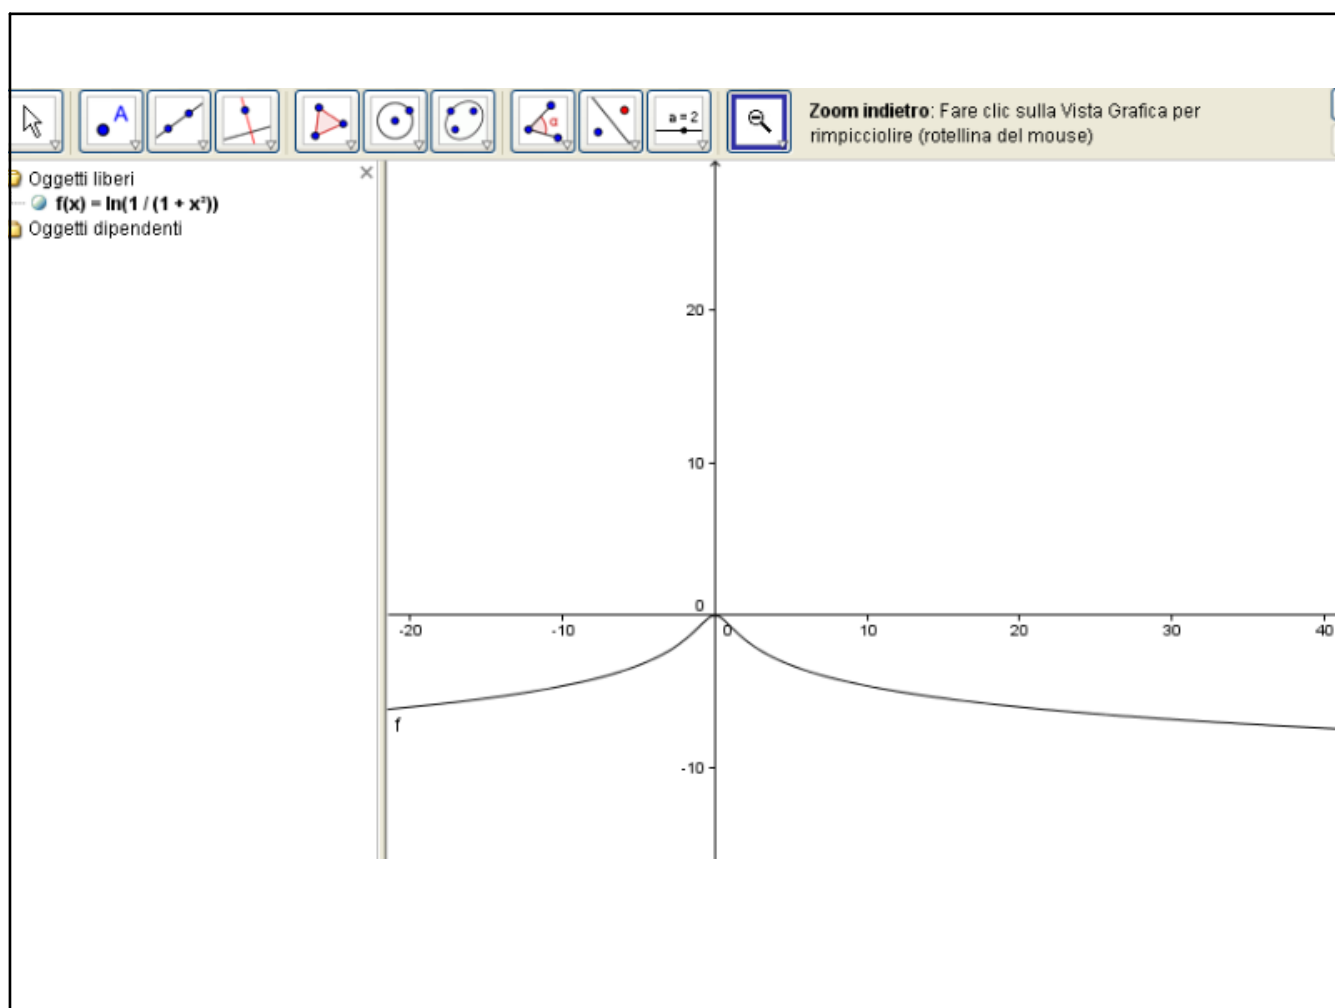 A
α
a = 2
Zoom indietro: Fare clic sulla Vista Grafica per
rimpicciolire (rotellina del mouse)
Oggetti liberi
f(x) = ln(1 / (1 + x²))
Oggetti dipendenti
20
10
0
-20
-10
0
10
20
30
40
f
-10